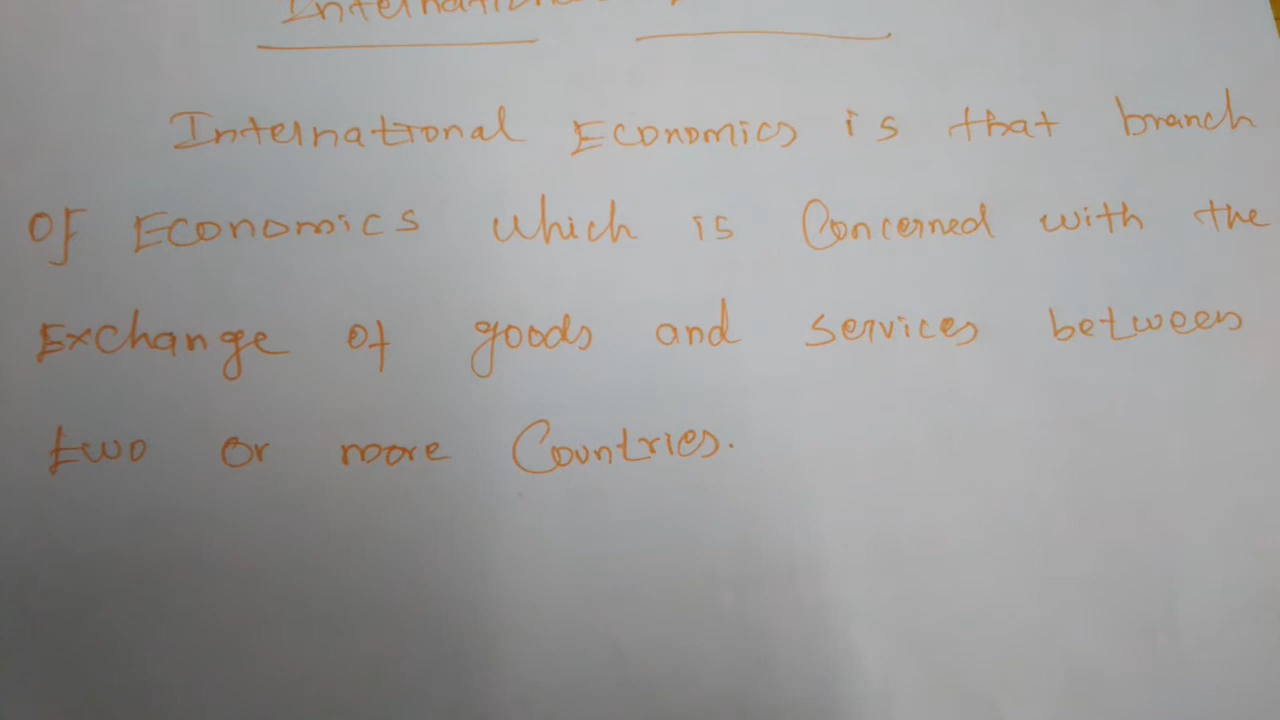 International
International Economics is that branch
of Economics which is Concerned with the
Exchange of goods and services between
two or more Countries.